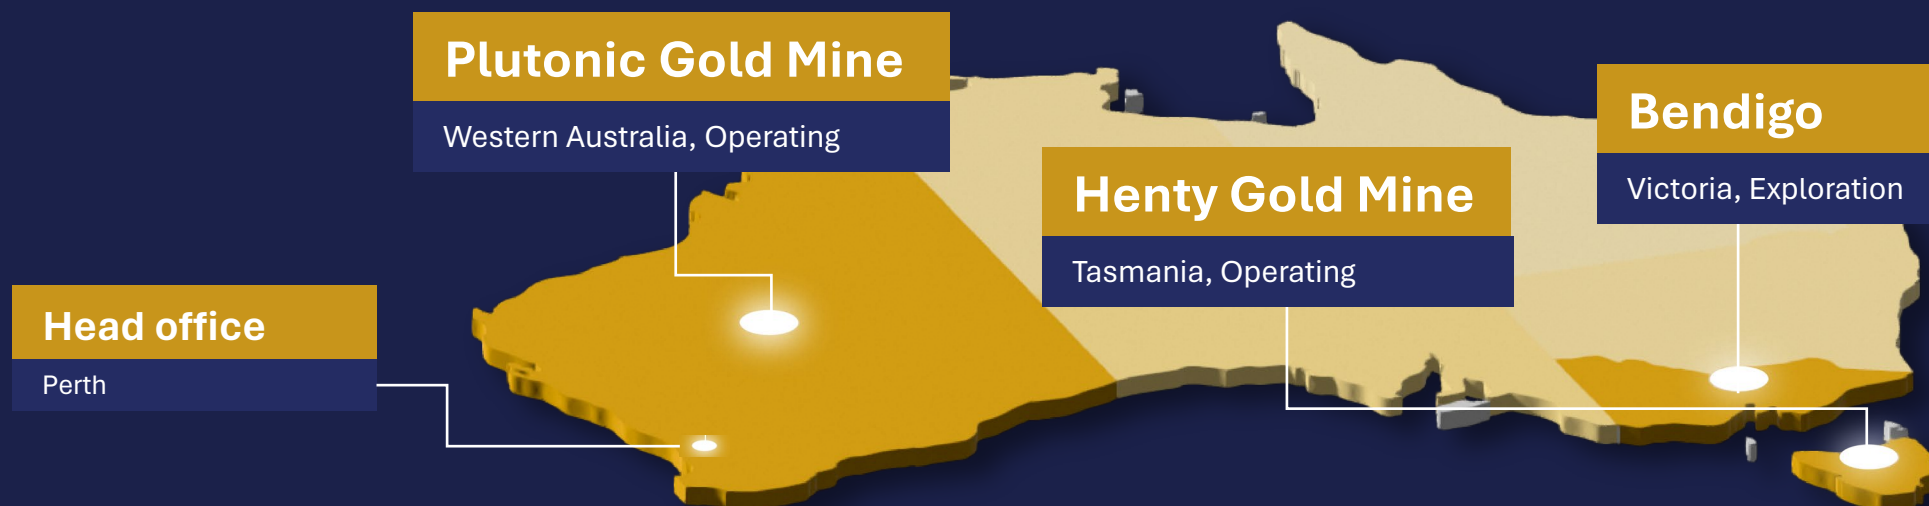 Plutonic Gold Mine
Western Australia, Operating
Bendigo
Victoria, Exploration
Henty Gold Mine
Tasmania, Operating
Head office
Perth